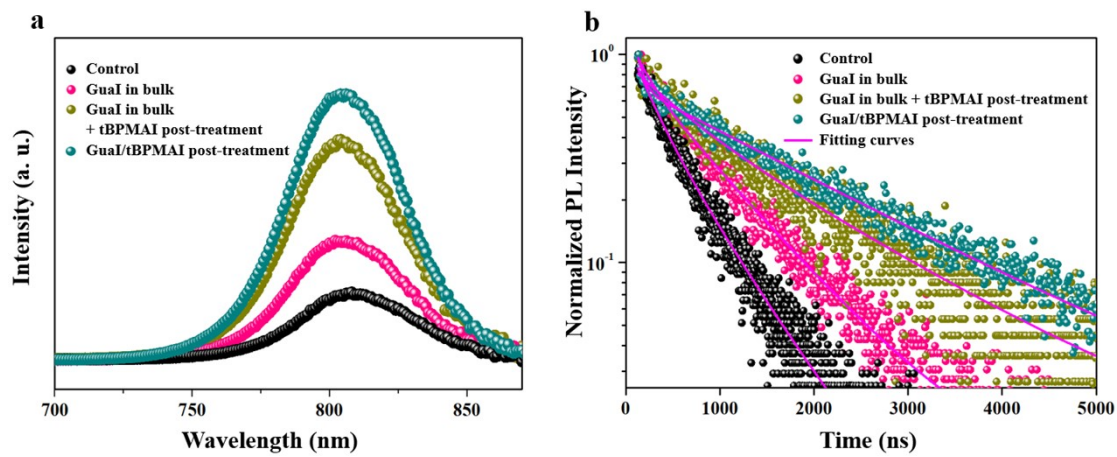 a
Intensity (a. u.)
Control
GuaI in bulk
GuaI in bulk
+ tBPMAI post-treatment
GuaI/tBPMAI post-treatment
700
750
800
850
Wavelength (nm)
b
Normalized PL Intensity
10⁰
10⁻¹
Control
GuaI in bulk
GuaI in bulk + tBPMAI post-treatment
GuaI/tBPMAI post-treatment
Fitting curves
0
1000
2000
3000
4000
5000
Time (ns)